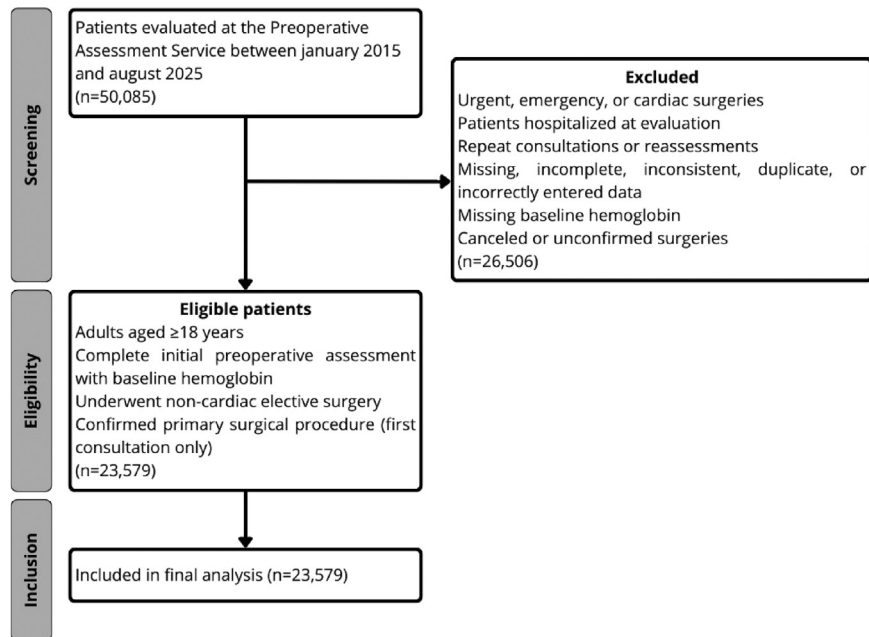 Screening
Patients evaluated at the Preoperative
Assessment Service between january 2015
and august 2025
(n=50,085)
Excluded
Urgent, emergency, or cardiac surgeries
Patients hospitalized at evaluation
Repeat consultations or reassessments
Missing, incomplete, inconsistent, duplicate, or
incorrectly entered data
Missing baseline hemoglobin
Canceled or unconfirmed surgeries
(n=26,506)
Eligibility
Eligible patients
Adults aged ≥18 years
Complete initial preoperative assessment
with baseline hemoglobin
Underwent non-cardiac elective surgery
Confirmed primary surgical procedure (first
consultation only)
(n=23,579)
Inclusion
Included in final analysis (n=23,579)